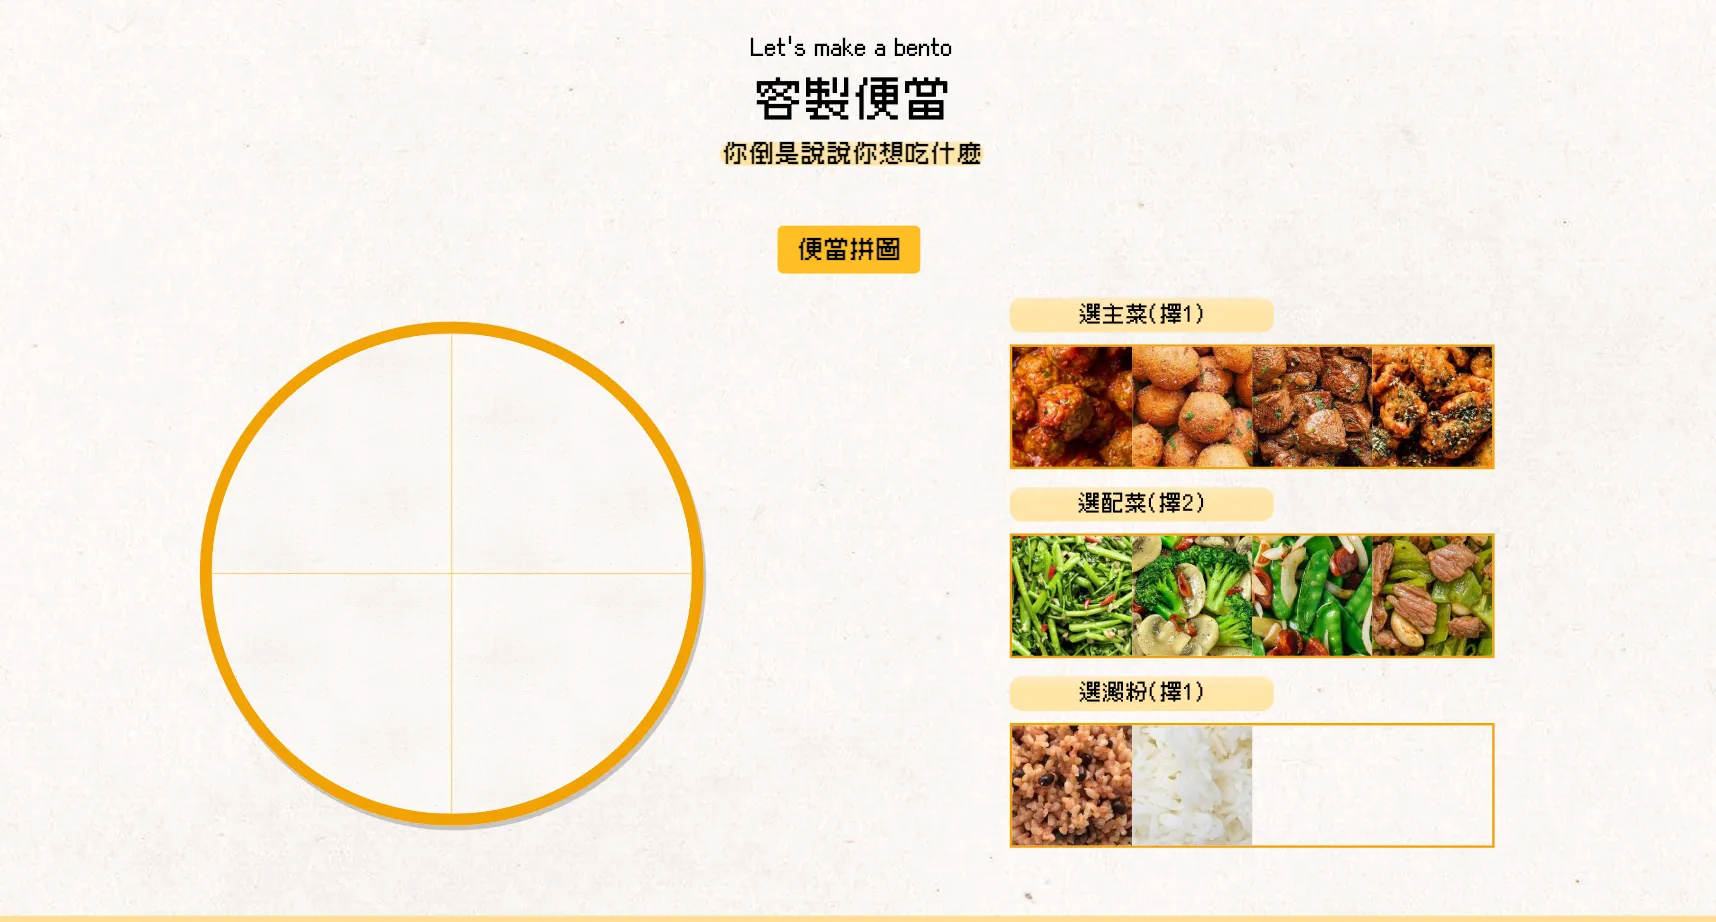 Let's make a bento
客製便當
你倒是說說你想吃什麼
便當拼圖
選主菜(擇1)
選配菜(擇2)
選澱粉(擇1)